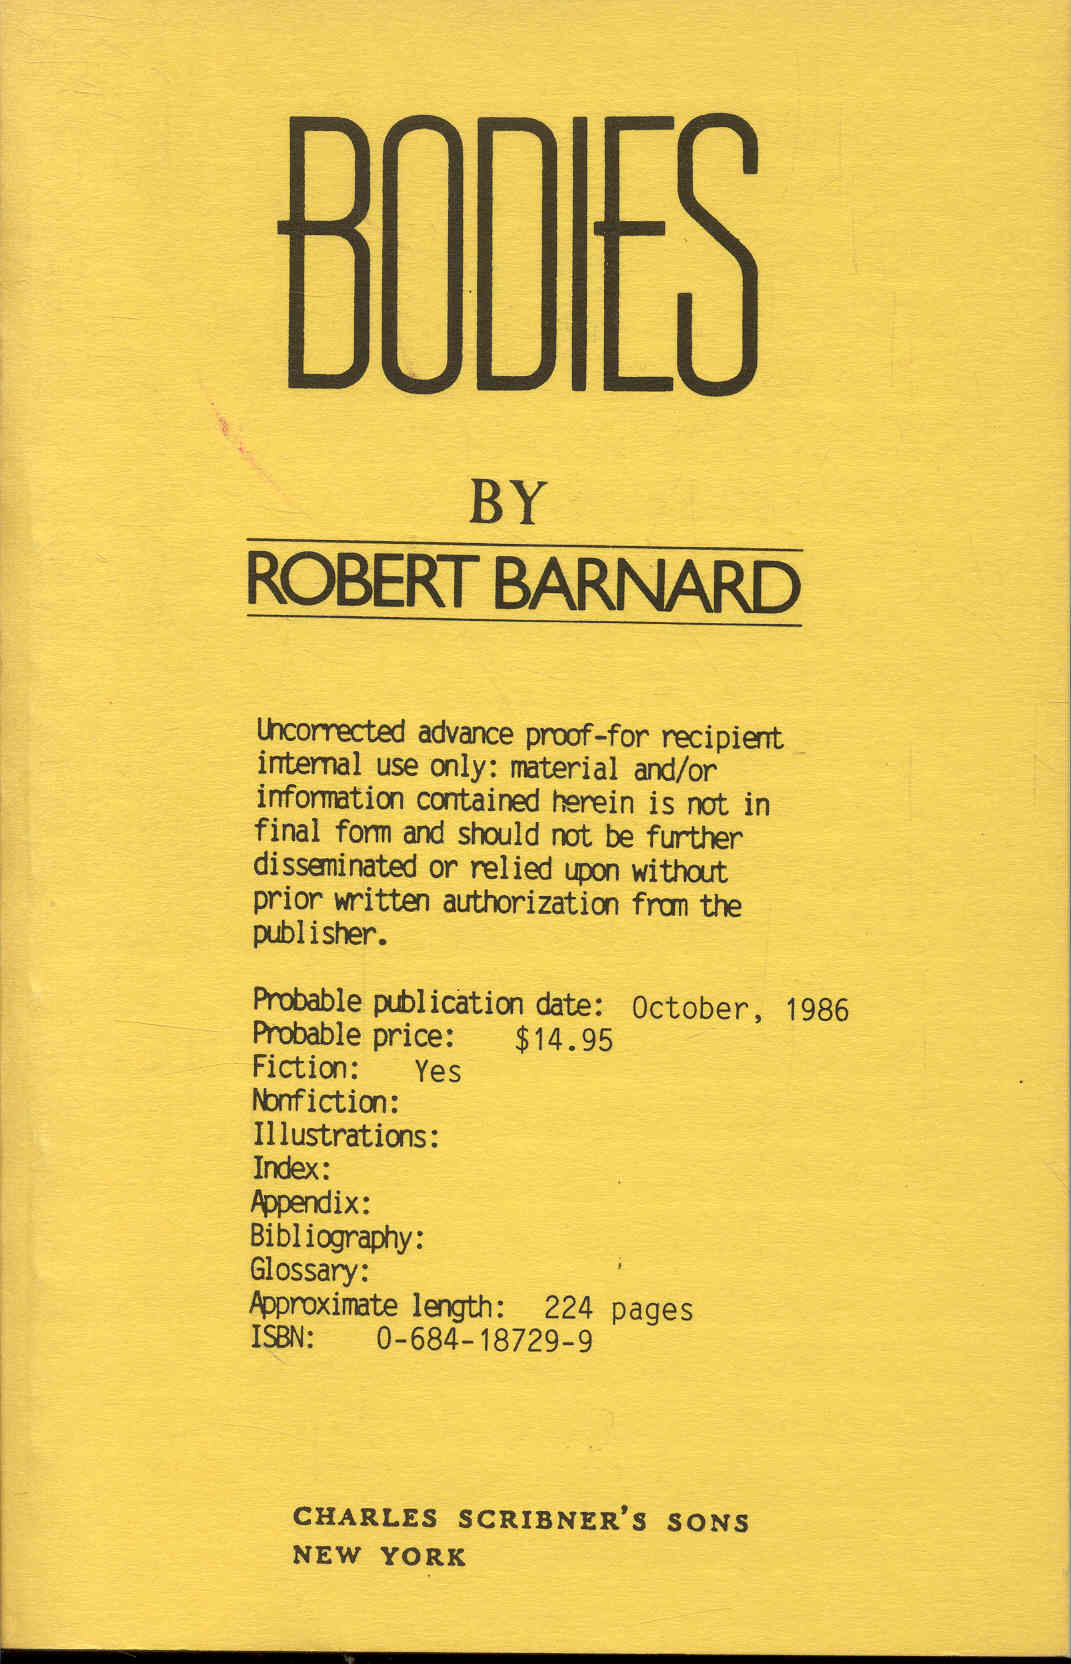 BODIES
BY
ROBERT BARNARD
Uncorrected advance proof-for recipient
internal use only: material and/or
information contained herein is not in
final form and should not be further
disseminated or relied upon without
prior written authorization from the
publisher.
Probable publication date: October, 1986
Probable price: $14.95
Fiction: Yes
Nonfiction:
Illustrations:
Index:
Appendix:
Bibliography:
Glossary:
Approximate length: 224 pages
ISBN: 0-684-18729-9
CHARLES SCRIBNER'S SONS
NEW YORK